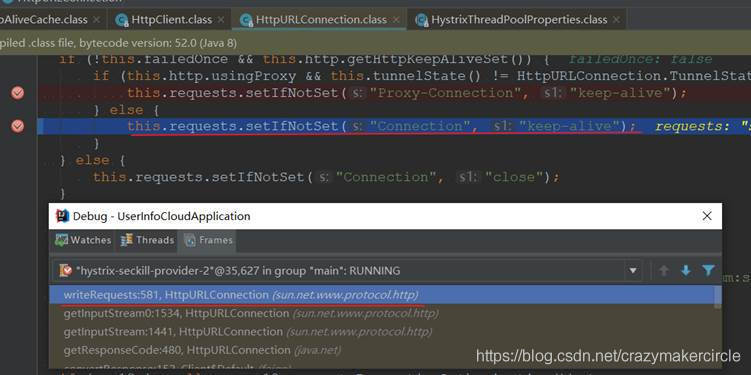 pAliveCache.class HttpClient.class HttpURLConnection.class HystrixThreadPoolProperties.class
piled .class file, bytecode version: 52.0 (Java 8)
if (!this.failedOnce && this.http.getHttpKeepAliveSet()) { failedOnce: false
if (this.http.usingProxy && this.tunnelState() != HttpURLConnection.TunnelStat
this.requests.setIfNotSet( s: "Proxy-Connection", s1: "keep-alive");
} else {
this.requests.setIfNotSet( s: "Connection", s1: "keep-alive"); requests: "s
}
} else {
this.requests.setIfNotSet( s: "Connection", s1: "close");
}
Debug - UserInfoCloudApplication
Watches Threads Frames
"hystrix-seckill-provider-2"@35,627 in group "main": RUNNING
writeRequests:581, HttpURLConnection (sun.net.www.protocol.http)
getInputStream0:1534, HttpURLConnection (sun.net.www.protocol.http)
getInputStream:1441, HttpURLConnection (sun.net.www.protocol.http)
getResponseCode:480, HttpURLConnection (java.net)
convertResponse:152, Client$Default (feign)
https://blog.csdn.net/crazymakercircle